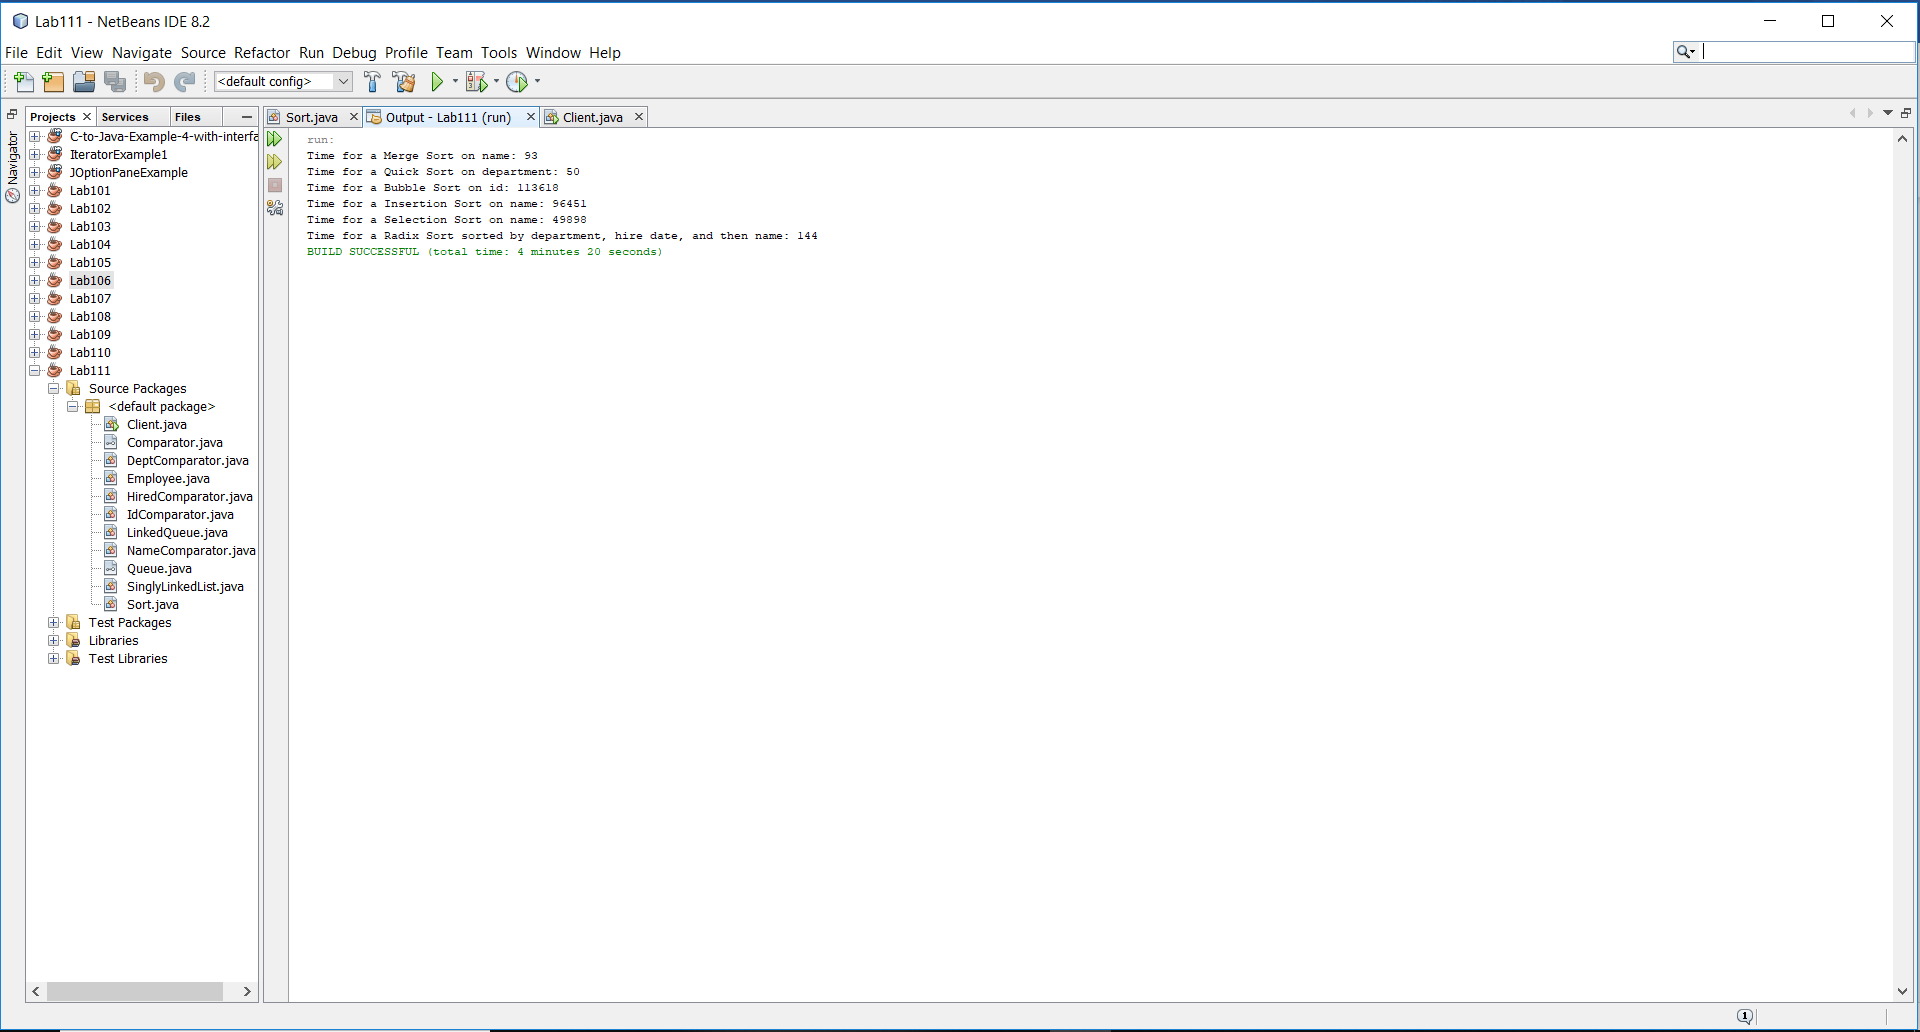 Lab111 - NetBeans IDE 8.2
File Edit View Navigate Source Refactor Run Debug Profile Team Tools Window Help
<default config>
Navigator
Projects Services Files
C-to-Java-Example-4-with-interfa
IteratorExample1
JOptionPaneExample
Lab101
Lab102
Lab103
Lab104
Lab105
Lab106
Lab107
Lab108
Lab109
Lab110
Lab111
Source Packages
<default package>
Client.java
Comparator.java
DeptComparator.java
Employee.java
HiredComparator.java
IdComparator.java
LinkedQueue.java
NameComparator.java
Queue.java
SinglyLinkedList.java
Sort.java
Test Packages
Libraries
Test Libraries
Sort.java Output - Lab111 (run) Client.java
run:
Time for a Merge Sort on name: 93
Time for a Quick Sort on department: 50
Time for a Bubble Sort on id: 113618
Time for a Insertion Sort on name: 96451
Time for a Selection Sort on name: 49898
Time for a Radix Sort sorted by department, hire date, and then name: 144
BUILD SUCCESSFUL (total time: 4 minutes 20 seconds)
1